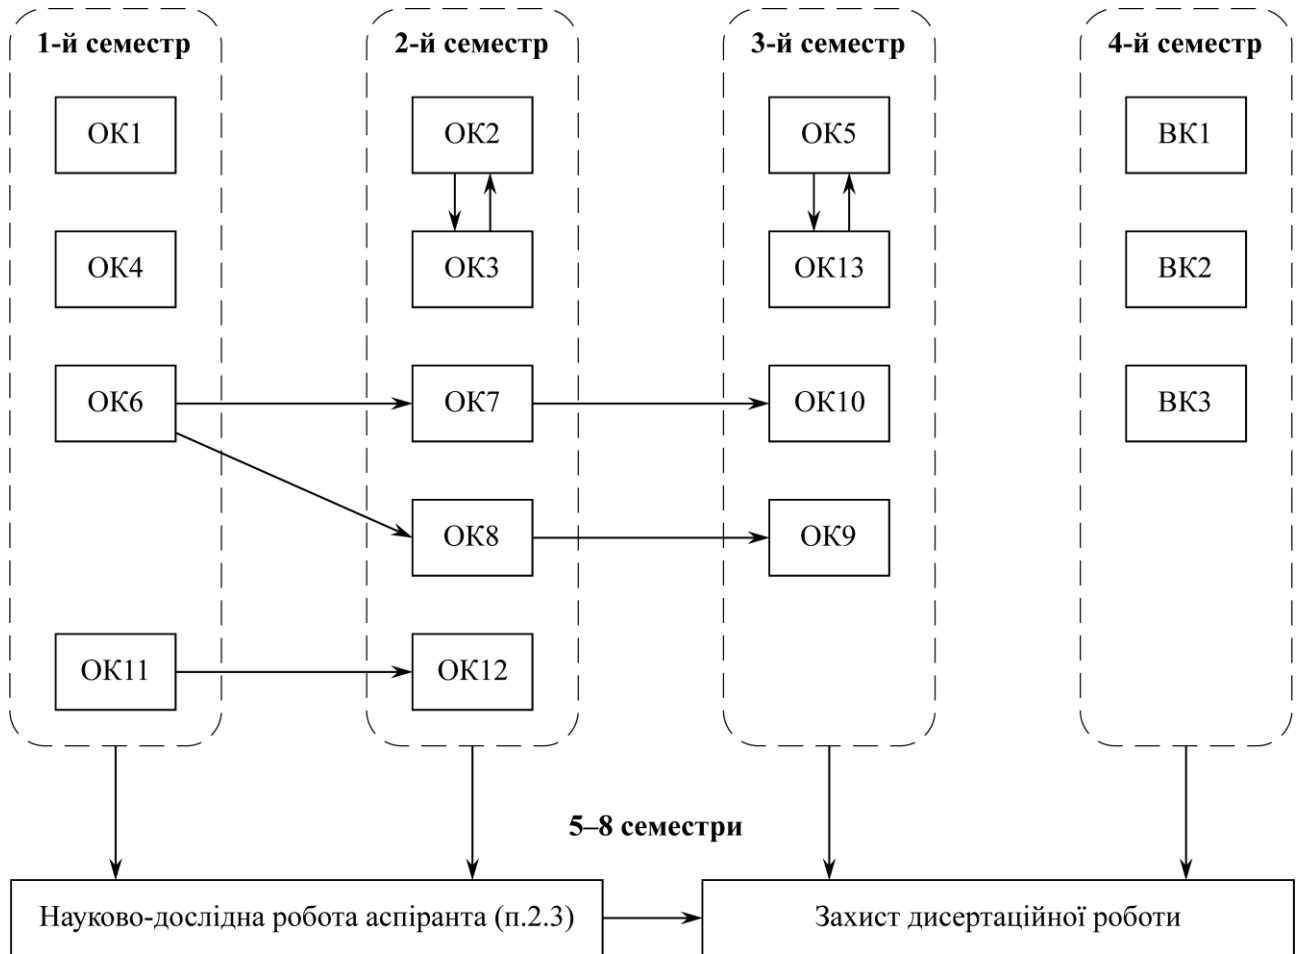 1-й семестр
2-й семестр
3-й семестр
4-й семестр
ОК1
ОК2
ОК5
ВК1
ОК4
ОК3
ОК13
ВК2
ОК6
ОК7
ОК10
ВК3
ОК8
ОК9
ОК11
ОК12
5–8 семестри
Науково-дослідна робота аспіранта (п.2.3)
Захист дисертаційної роботи